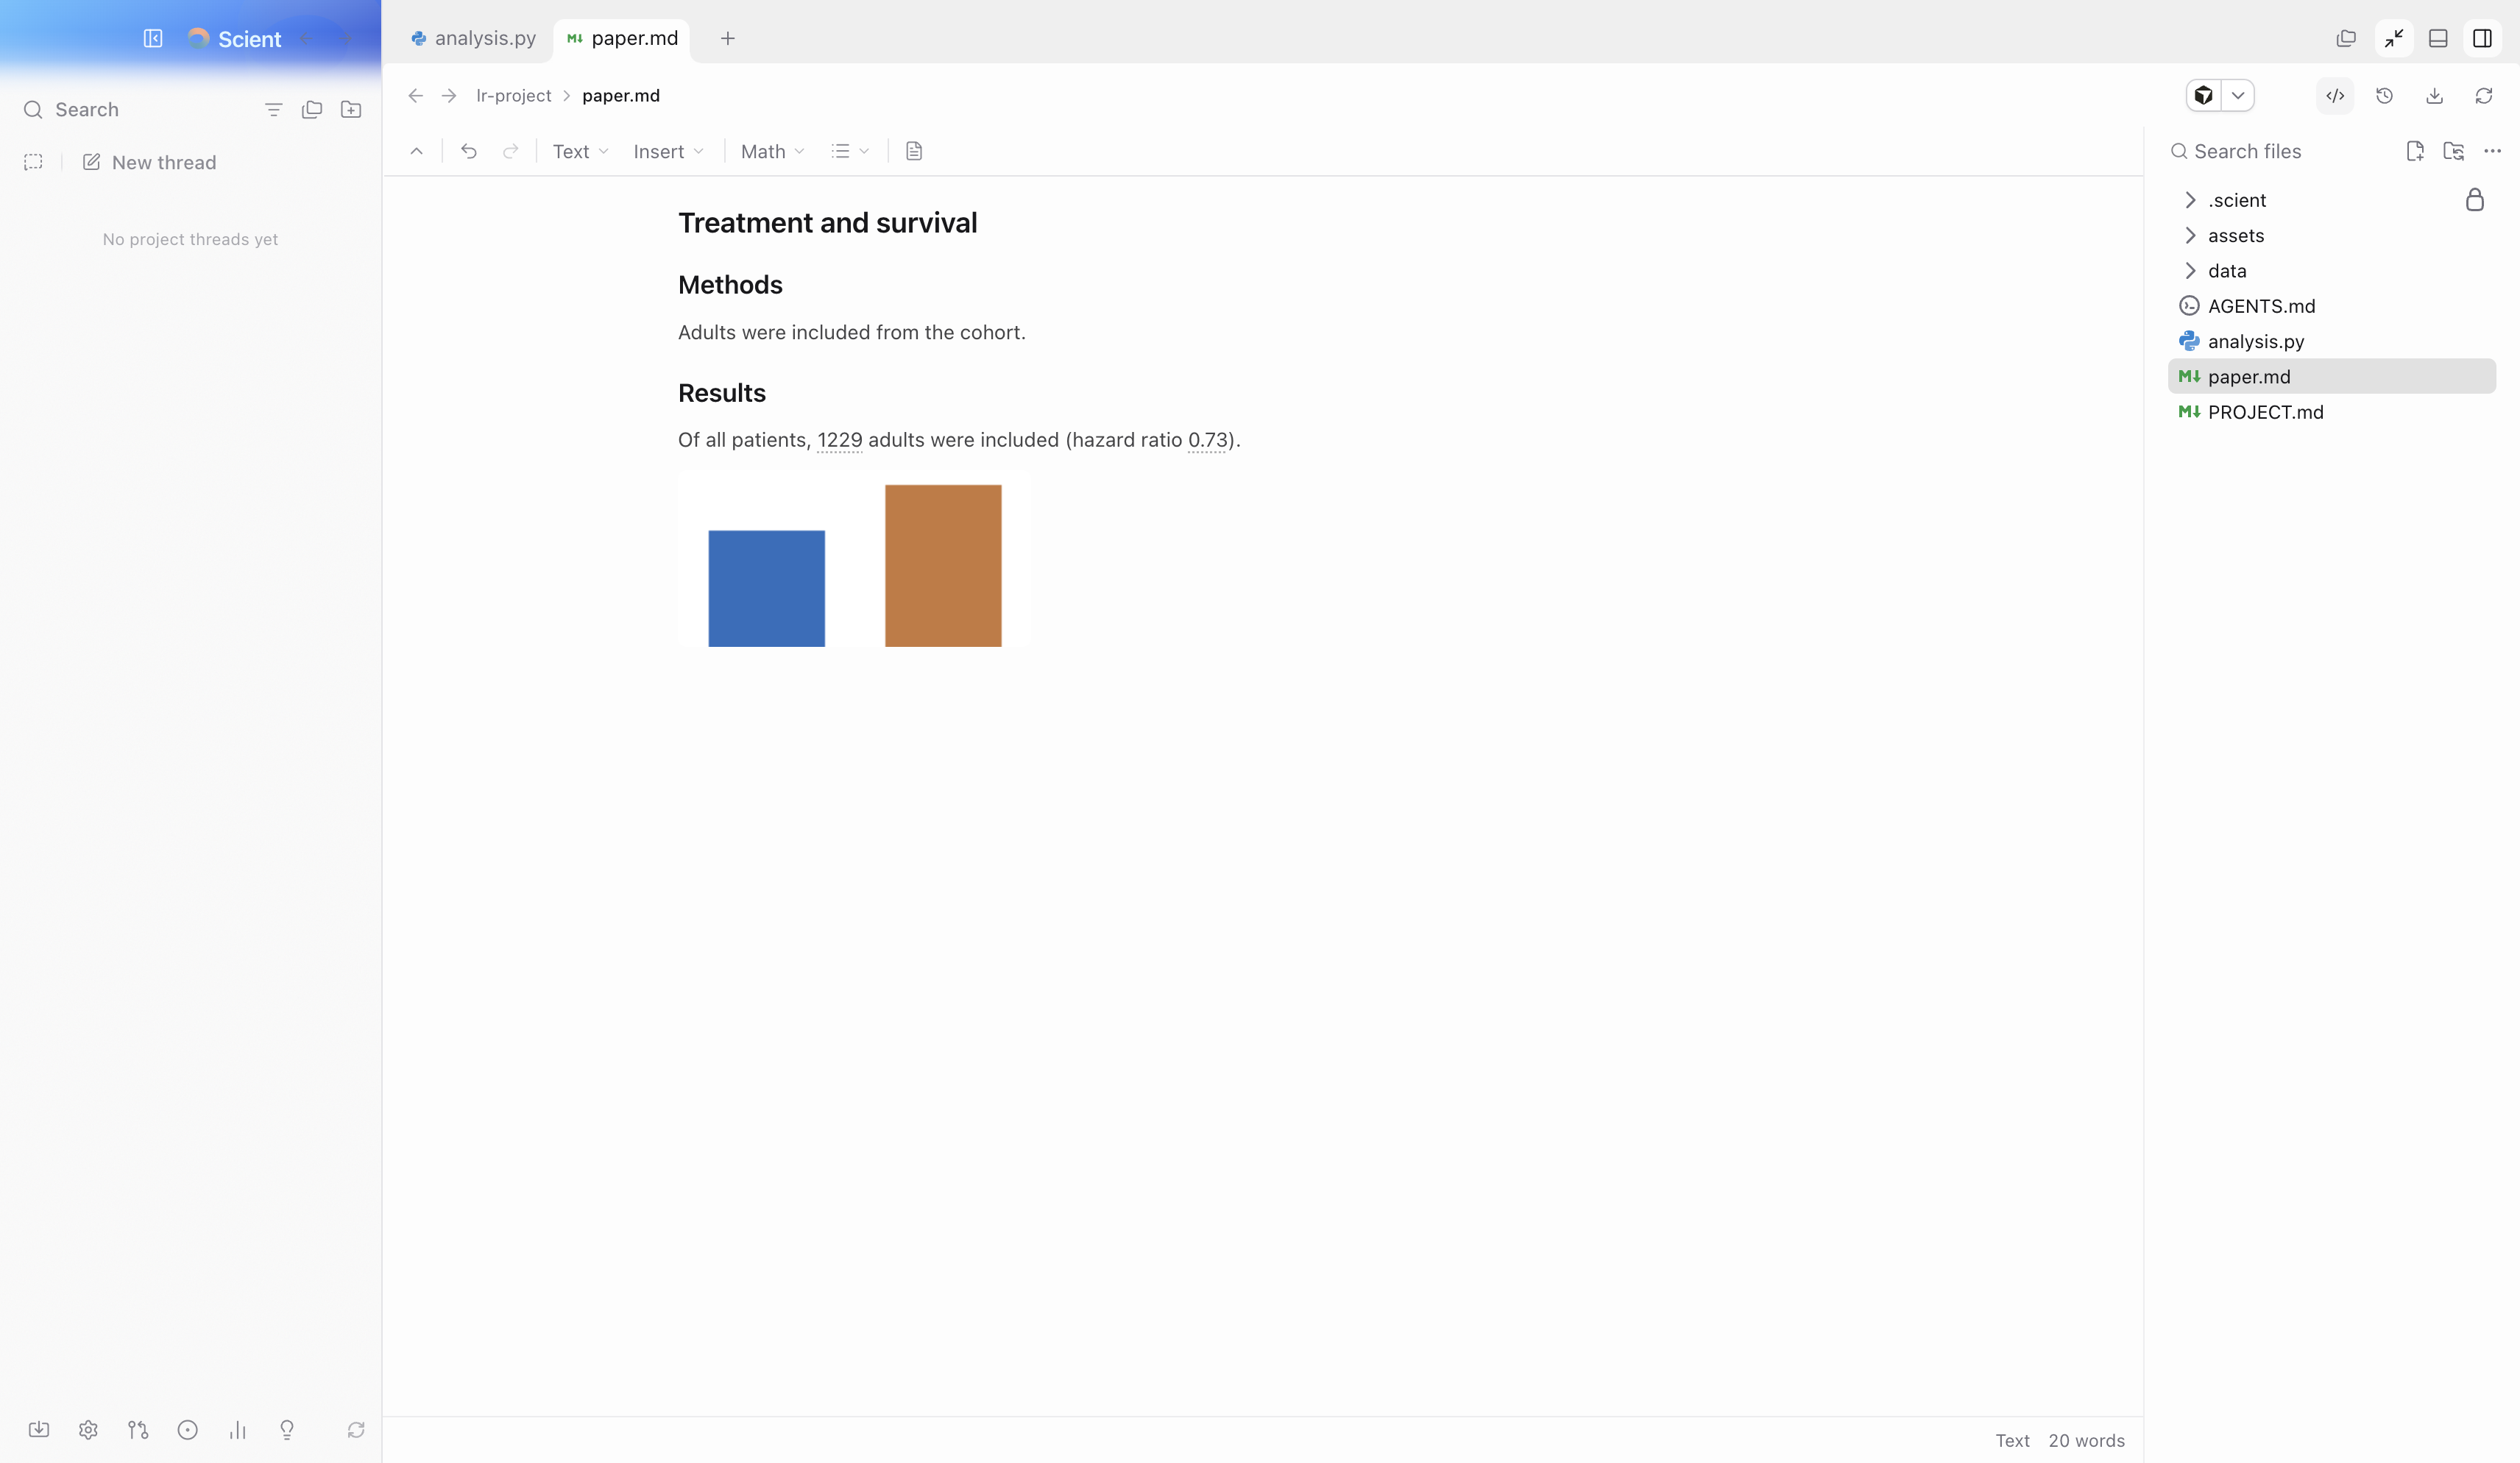 Scient
analysis.py
paper.md
Search
lr-project > paper.md
New thread
Text
Insert
Math
Search files
No project threads yet
Treatment and survival
Methods
Adults were included from the cohort.
Results
Of all patients, 1229 adults were included (hazard ratio 0.73).
.scient
assets
data
AGENTS.md
analysis.py
M↓ paper.md
M↓ PROJECT.md
Text 20 words